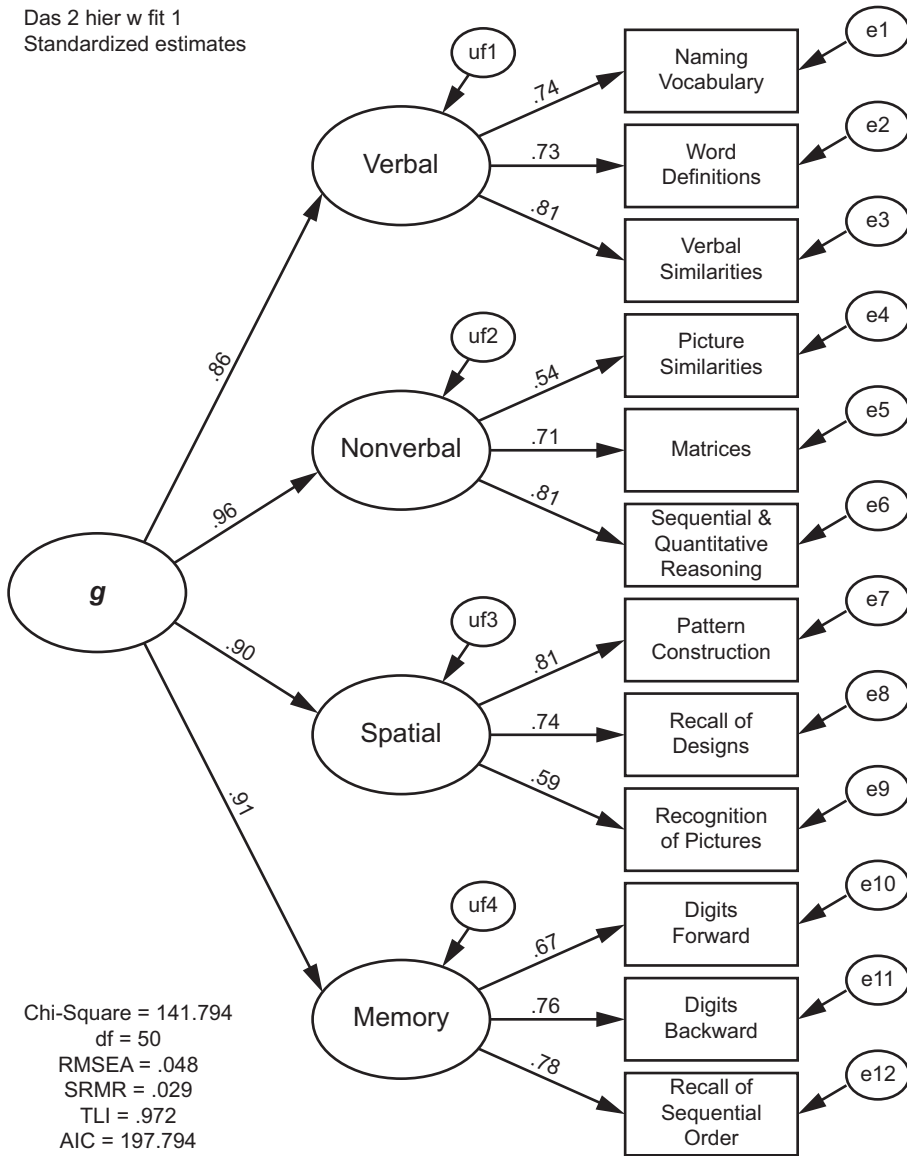 Das 2 hier w fit 1
Standardized estimates
uf1
Verbal
.74
.73
.81
Naming
Vocabulary
e1
Word
Definitions
e2
Verbal
Similarities
e3
.86
uf2
Nonverbal
.54
.71
.81
Picture
Similarities
e4
Matrices
e5
Sequential &
Quantitative
Reasoning
e6
.96
g
.90
uf3
Spatial
.81
.74
.59
Pattern
Construction
e7
Recall of
Designs
e8
Recognition
of Pictures
e9
.91
uf4
Memory
.67
.76
.78
Digits
Forward
e10
Digits
Backward
e11
Recall of
Sequential
Order
e12
Chi-Square = 141.794
df = 50
RMSEA = .048
SRMR = .029
TLI = .972
AIC = 197.794